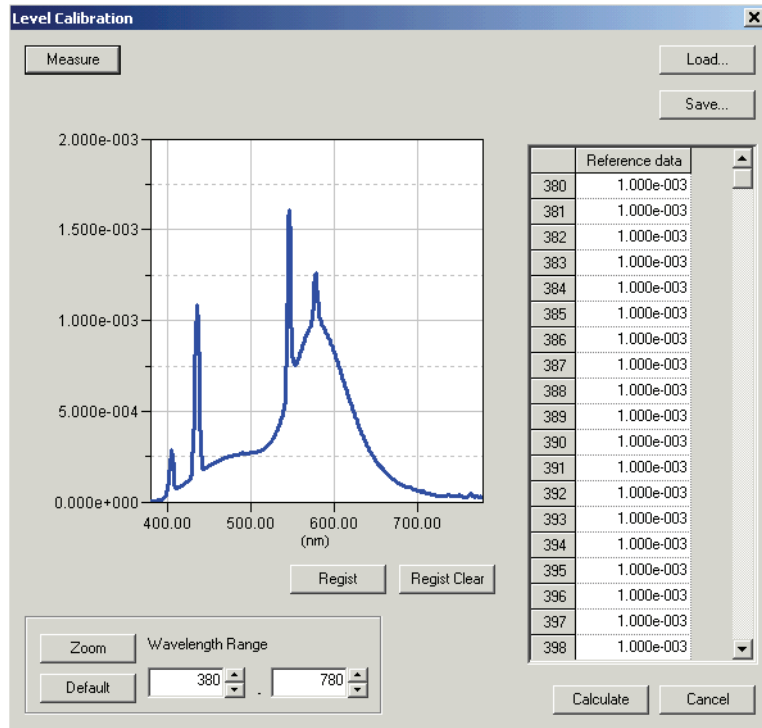 Level Calibration
Measure
Load...
Save...
2.000e-003
1.500e-003
1.000e-003
5.000e-004
0.000e+000
400.00 500.00 600.00 700.00
(nm)
Regist
Regist Clear
Zoom
Default
Wavelength Range
380 . 780
Reference data
380 1.000e-003
381 1.000e-003
382 1.000e-003
383 1.000e-003
384 1.000e-003
385 1.000e-003
386 1.000e-003
387 1.000e-003
388 1.000e-003
389 1.000e-003
390 1.000e-003
391 1.000e-003
392 1.000e-003
393 1.000e-003
394 1.000e-003
395 1.000e-003
396 1.000e-003
397 1.000e-003
398 1.000e-003
Calculate
Cancel